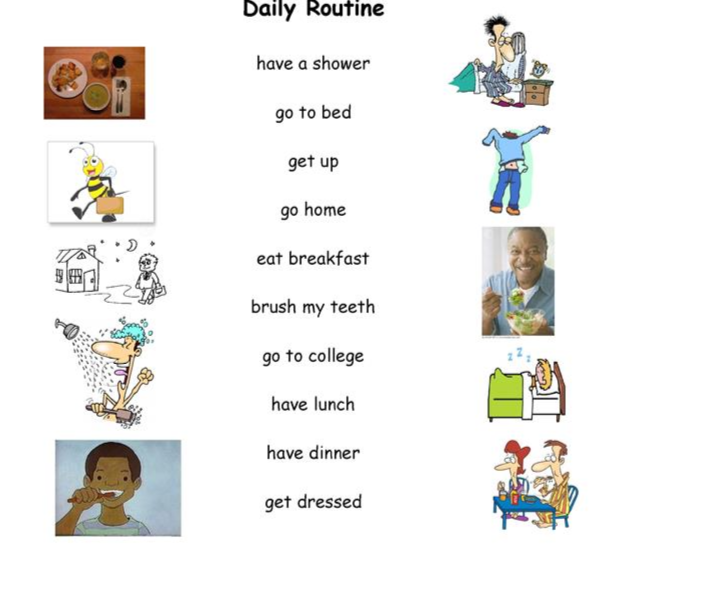 Daily Routine
have a shower
go to bed
get up
go home
eat breakfast
brush my teeth
go to college
have lunch
have dinner
get dressed
z z z